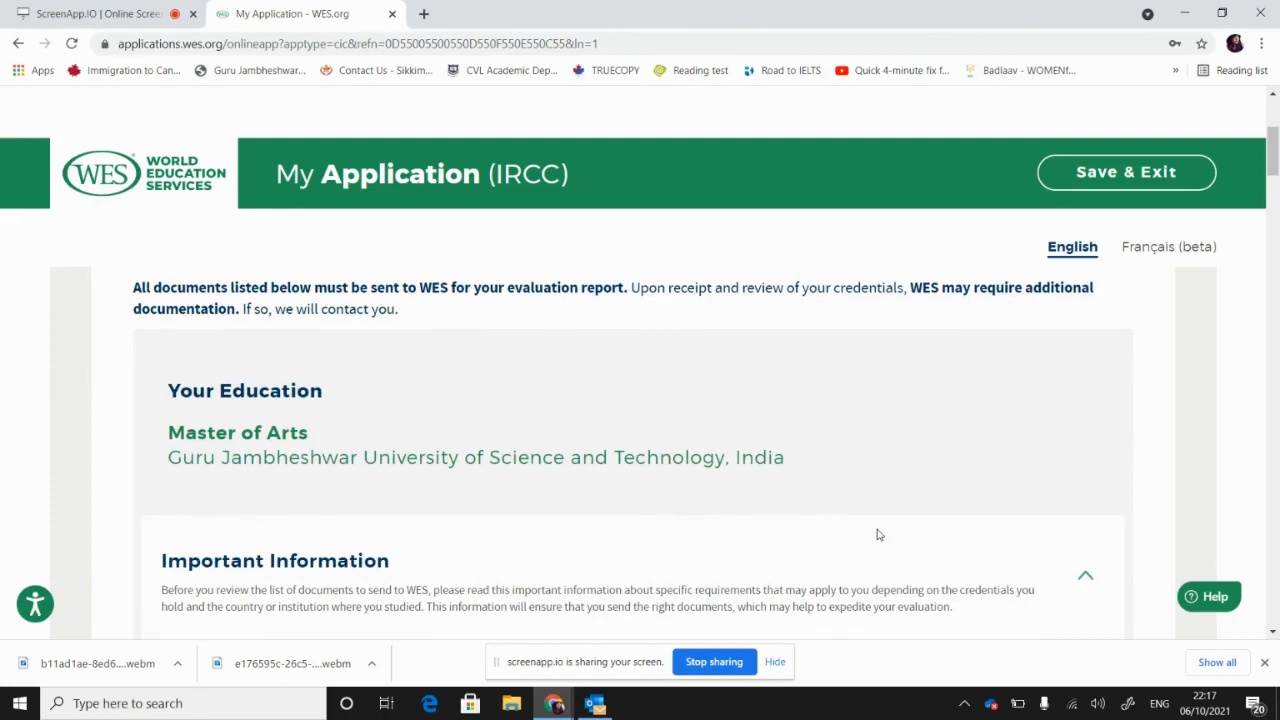 ScreenApp.IO | Online Scree
My Application - WES.org
applications.wes.org/onlineapp?apptype=cic&refn=0D55005500550D550F550E550C55&ln=1
Apps
Immigration to Can...
Guru Jambheshwar...
Contact Us - Sikkim...
CVL Academic Dep...
TRUECOPY
Reading test
Road to IELTS
Quick 4-minute fix f...
Badlaav - WOMENf...
»
Reading list
WES
WORLD
EDUCATION
SERVICES
My Application (IRCC)
Save & Exit
English
Français (beta)
All documents listed below must be sent to WES for your evaluation report. Upon receipt and review of your credentials, WES may require additional
documentation. If so, we will contact you.
Your Education
Master of Arts
Guru Jambheshwar University of Science and Technology, India
Important Information
Before you review the list of documents to send to WES, please read this important information about specific requirements that may apply to you depending on the credentials you
hold and the country or institution where you studied. This information will ensure that you send the right documents, which may help to expedite your evaluation.
Help
b11ad1ae-8ed6....webm
e176595c-26c5-....webm
screenapp.io is sharing your screen.
Stop sharing
Hide
Show all
Type here to search
ENG
22:17
06/10/2021
20